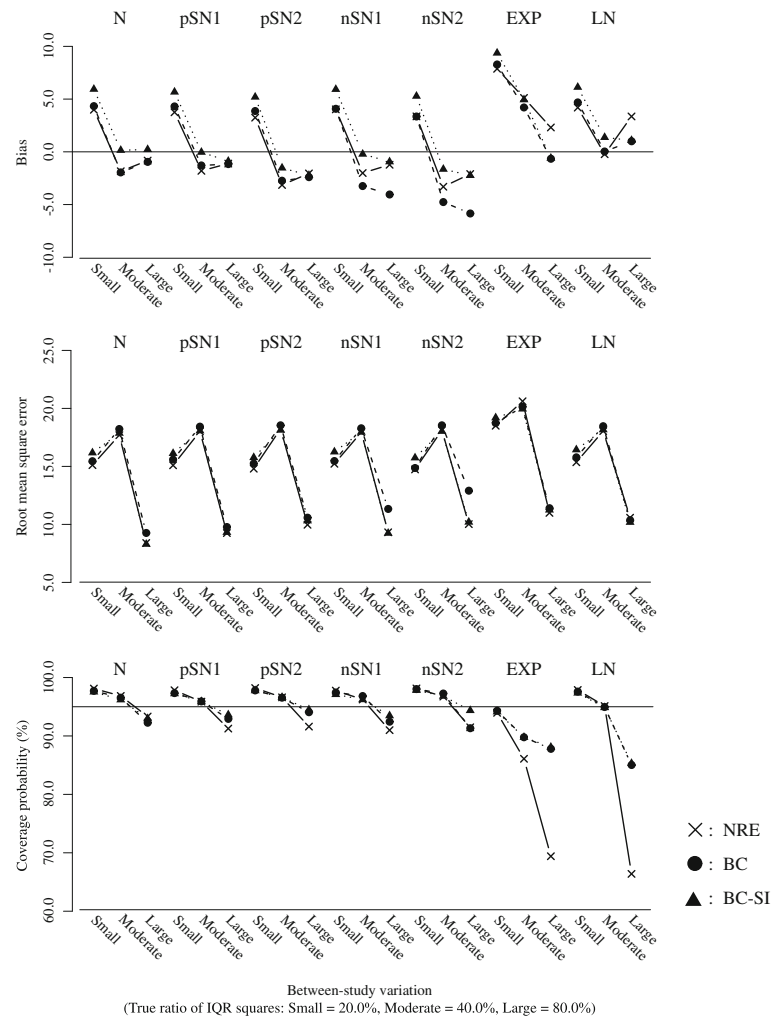 N pSN1 pSN2 nSN1 nSN2 EXP LN
10.0
5.0
0.0
-5.0
-10.0
Bias
Small Moderate Large Small Moderate Large Small Moderate Large Small Moderate Large Small Moderate Large Small Moderate Large Small Moderate Large
N pSN1 pSN2 nSN1 nSN2 EXP LN
25.0
20.0
15.0
10.0
5.0
Root mean square error
Small Moderate Large Small Moderate Large Small Moderate Large Small Moderate Large Small Moderate Large Small Moderate Large Small Moderate Large
N pSN1 pSN2 nSN1 nSN2 EXP LN
100.0
90.0
80.0
70.0
60.0
Coverage probability (%)
Small Moderate Large Small Moderate Large Small Moderate Large Small Moderate Large Small Moderate Large Small Moderate Large Small Moderate Large
: NRE
: BC
: BC-SI
Between-study variation
(True ratio of IQR squares: Small = 20.0%, Moderate = 40.0%, Large = 80.0%)